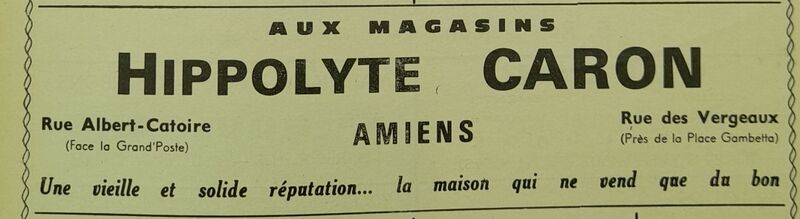 AUX MAGASINS
HIPPOLYTE CARON
Rue Albert-Catoire
(Face la Grand'Poste)
AMIENS
Rue des Vergeaux
(Près de la Place Gambetta)
Une vieille et solide réputation... la maison qui ne vend que du bon